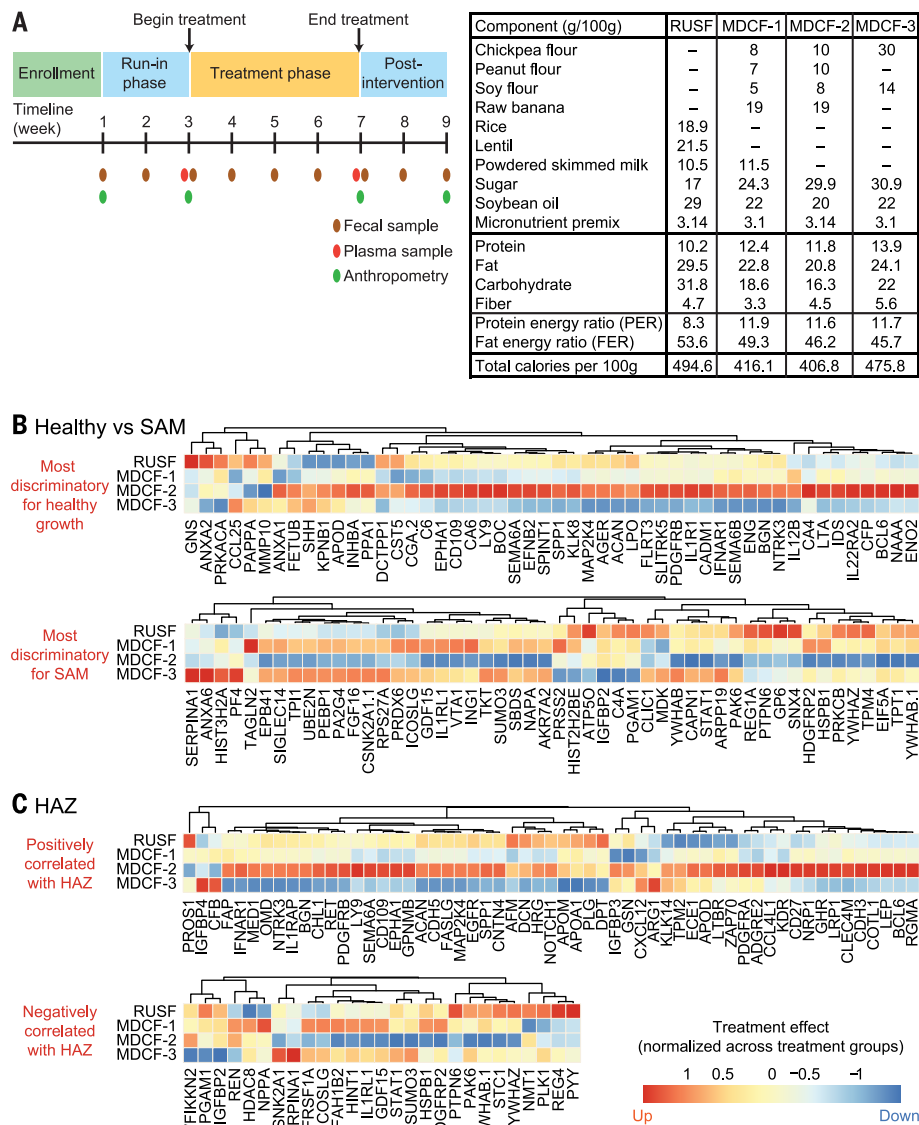 A
Begin treatment
End treatment
Enrollment
Run-in phase
Treatment phase
Post-intervention
Timeline (week)
1 2 3 4 5 6 7 8 9
Fecal sample
Plasma sample
Anthropometry
Component (g/100g) RUSF MDCF-1 MDCF-2 MDCF-3
Chickpea flour – 8 10 30
Peanut flour – 7 10 –
Soy flour – 5 8 14
Raw banana – 19 19 –
Rice 18.9 – – –
Lentil 21.5 – – –
Powdered skimmed milk 10.5 11.5 – –
Sugar 17 24.3 29.9 30.9
Soybean oil 29 22 20 22
Micronutrient premix 3.14 3.1 3.14 3.1
Protein 10.2 12.4 11.8 13.9
Fat 29.5 22.8 20.8 24.1
Carbohydrate 31.8 18.6 16.3 22
Fiber 4.7 3.3 4.5 5.6
Protein energy ratio (PER) 8.3 11.9 11.6 11.7
Fat energy ratio (FER) 53.6 49.3 46.2 45.7
Total calories per 100g 494.6 416.1 406.8 475.8
B Healthy vs SAM
Most discriminatory for healthy growth
RUSF
MDCF-1
MDCF-2
MDCF-3
GNS ANXA2 PRKACA CCL25 PAPPA MMP10 ANXA1 FETUB SHH KPNB1 APOD INHBA PPA1 DCTPP1 CST5 CGA.2 C6 EPHA1 CD109 CA6 LY9 BOC SEMA6A EFNB2 SPINT1 SPP1 KLK8 MAP2K4 AGER ACAN LPO FLRT3 SLITRK5 PDGFRB IL1R1 CADM1 IFNAR1 SEMA6B ENG BGN NTRK3 IL12B CA4 LTA IDS IL22RA2 CFP BCL6 NAAA ENO2
Most discriminatory for SAM
RUSF
MDCF-1
MDCF-2
MDCF-3
SERPINA1 ANXA6 HIST3H2A PF4 TAGLN2 EPB41 SIGLEC14 TPI1 UBE2N PEBP1 PA2G4 FGF16 CSNK2A1.1 RPS27A PRDX6 ICOSLG GDF15 IL1RL1 VTA1 ING1 TKT SUMO3 SBDS NAPA AKR7A2 PRSS2 HIST2H2BE ATP5O IGFBP2 C4A PGAM1 CLIC1 MDK YWHAB CAPN1 STAT1 ARPP19 PAK6 REG1A PTPN6 GP6 SNX4 HDGFRP2 HSPB1 PRKCB YWHAZ TPM4 EIF5A TPT1 YWHAB.1
C HAZ
Positively correlated with HAZ
RUSF
MDCF-1
MDCF-2
MDCF-3
PROS1 IGFBP4 CFB FAP IFNAR1 MEPE OMD NTRK3 IL1RAP BGN CHL1 RET PDGFRB LY9 SEMA6A CD109 EPHA1 GPNMB ACAN FASLG MAP2K4 EGFR SPP1 CNTN4 AFM DCN HRG NOTCH1 APOM APOA1 PLG DPT IGFBP3 GSN CXCL12 ARG1 KLK14 TPM2 ECE1 APOD LTBR ZAP70 PDGFRA ADGRE2 CCL4L1 KDR CD27 NRP1 GHR LRP1 CLEC4M CDH3 COTL1 LEP BCL6 RGMA
Negatively correlated with HAZ
RUSF
MDCF-1
MDCF-2
MDCF-3
PGAM1 IGFBP2 REN HDAC8 NPPA HINT1 IL1RL1 GDF15 STAT1 SUMO3 HSPB1 PTPN6 PAK6 STC1 YWHAZ NMT1 PLK1 REG4 PYY
Treatment effect
(normalized across treatment groups)
1 0.5 0 −0.5 −1
Up
Down